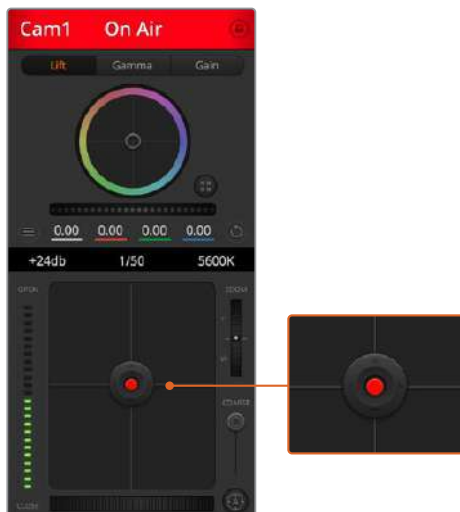 Cam1 On Air
Lift Gamma Gain
0.00 0.00 0.00 0.00
+24db 1/50 5600K
OPEN ZOOM
COARSE
CLOSE